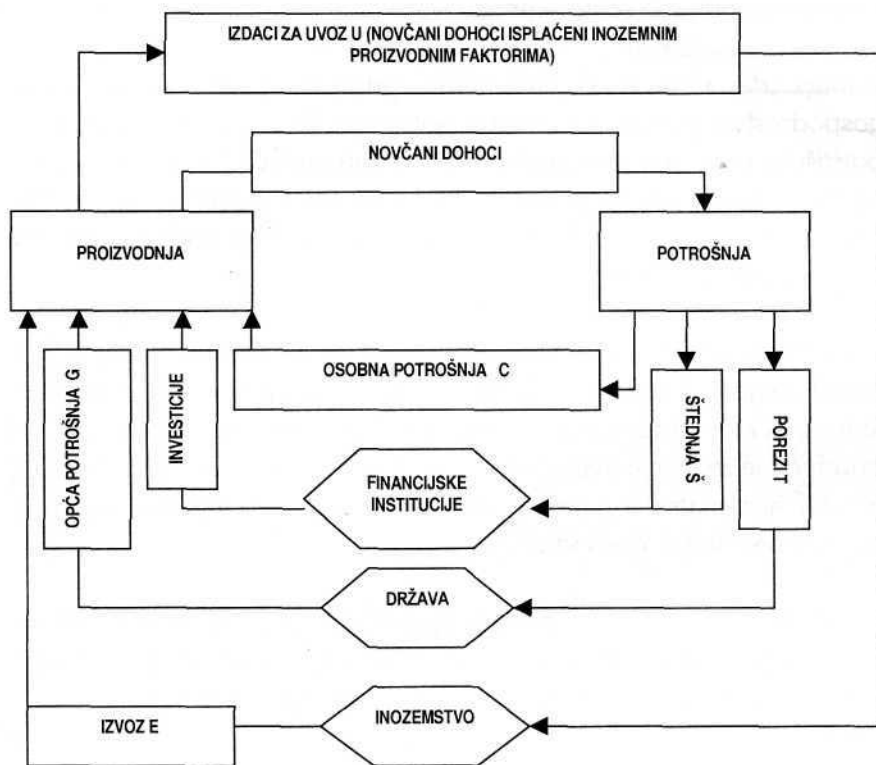 IZDACI ZA UVOZ U (NOVČANI DOHOCI ISPLAĆENI INOZEMNIM
PROIZVODNIM FAKTORIMA)
NOVČANI DOHOCI
PROIZVODNJA
POTROŠNJA
OPĆA POTROŠNJA G
INVESTICIJE
OSOBNA POTROŠNJA C
ŠTEDNJA Š
POREZI T
FINANCIJSKE
INSTITUCIJE
DRŽAVA
IZVOZ E
INOZEMSTVO